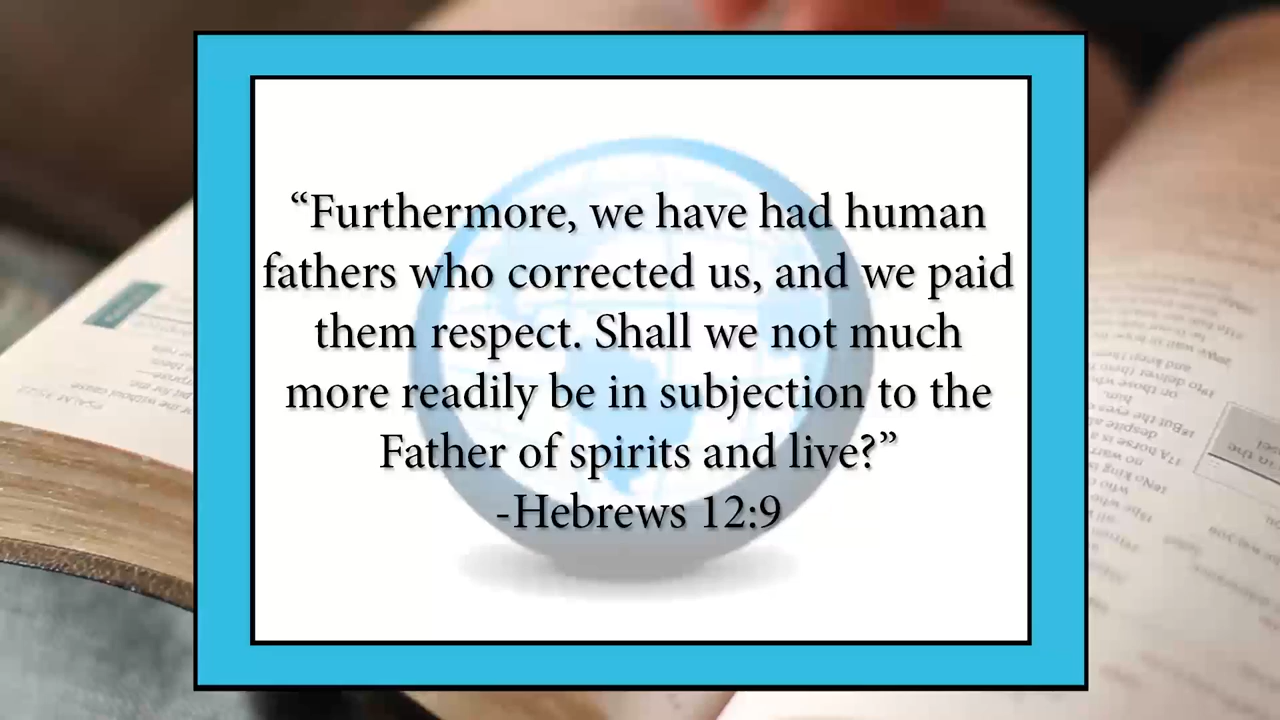 “Furthermore, we have had human
fathers who corrected us, and we paid
them respect. Shall we not much
more readily be in subjection to the
Father of spirits and live?”
-Hebrews 12:9